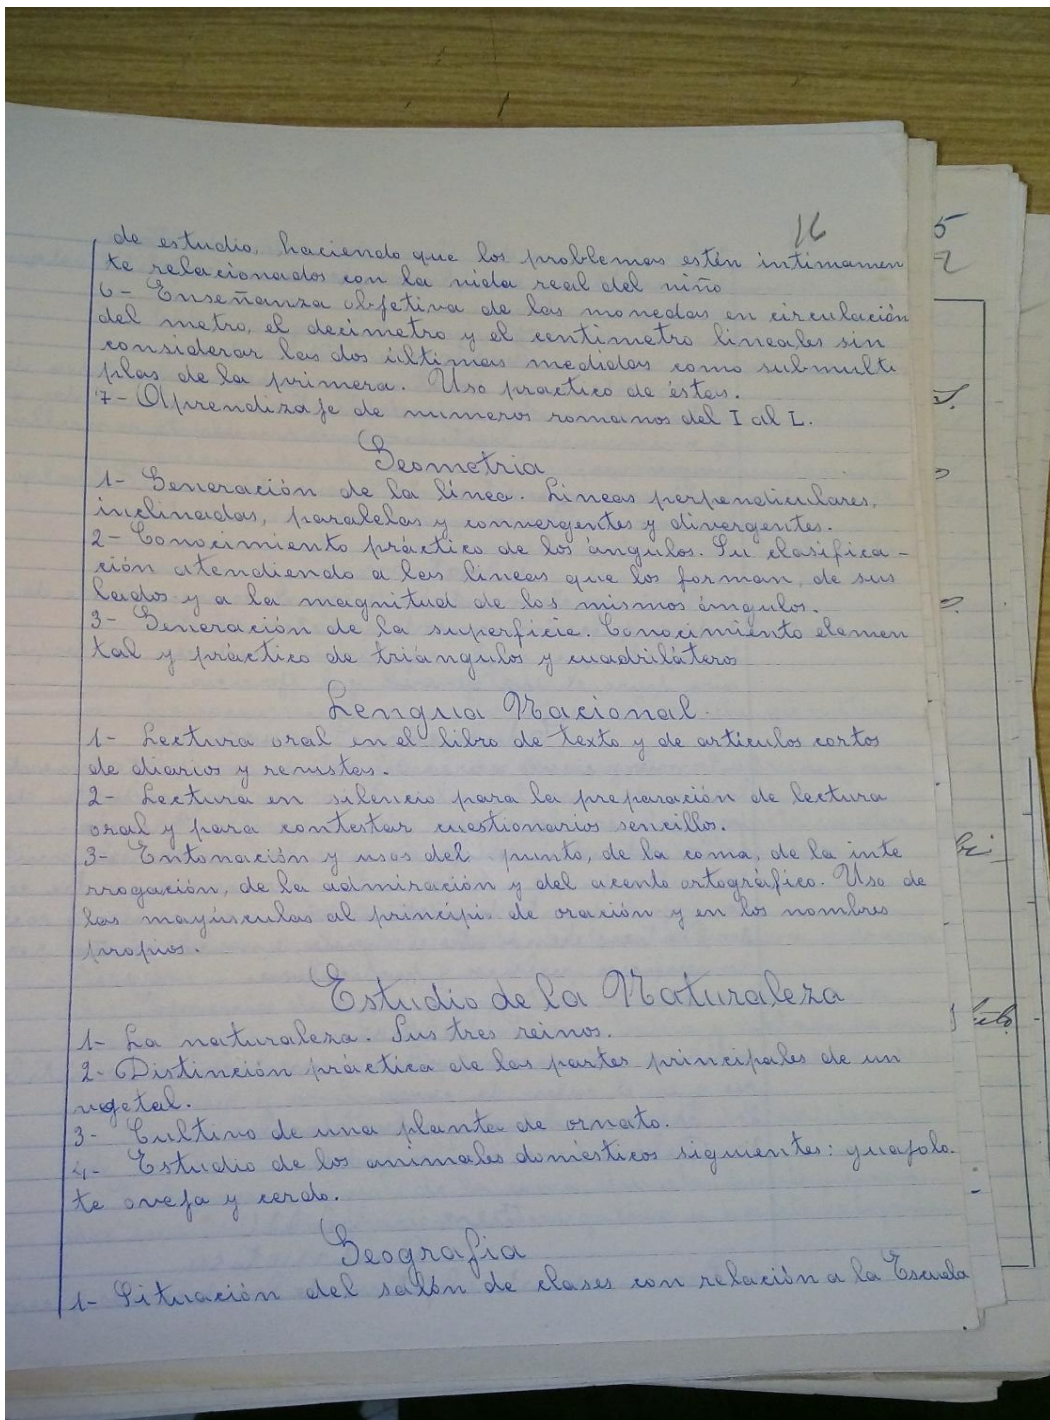 16
de estudio, haciendo que los problemas estén intimamen
te relacionados con la vida real del niño
6- Enseñanza objetiva de las monedas en circulación
del metro, el decimetro y el centimetro lineales sin
considerar las dos últimas medidas como submulti
plas de la primera. Uso practico de éstas.
7- Aprendizaje de numeros romanos del I al L.
Geometria
1- Generación de la línea. Lineas perpendiculares,
inclinadas, paralelas y convergentes y divergentes.
2- Conocimiento práctico de los ángulos. Su clasifica-
ción atendiendo a las líneas que los forman, de sus
lados y a la magnitud de los mismos ángulos.
3- Generación de la superficie. Conocimiento elemen
tal y práctico de triángulos y cuadriláteros
Lengua Nacional.
1- Lectura oral en el libro de texto y de artículos cortos
de diarios y revistas.
2- Lectura en silencio para la preparación de lectura
oral y para contestar cuestionarios sencillos.
3- Entonación y usos del punto, de la coma, de la inte
rrogación, de la admiración y del acento ortográfico. Uso de
las mayúsculas al principi de oración y en los nombres
propios.
Estudio de la Naturaleza
1- La naturaleza. Sus tres reinos.
2- Distinción práctica de las partes principales de un
vegetal.
3- Cultivo de una planta de ornato.
4- Estudio de los animales domésticos siguientes: guajolo-
te oveja y cerdo.
Geografia
1- Situación del salón de clases con relación a la Escuela